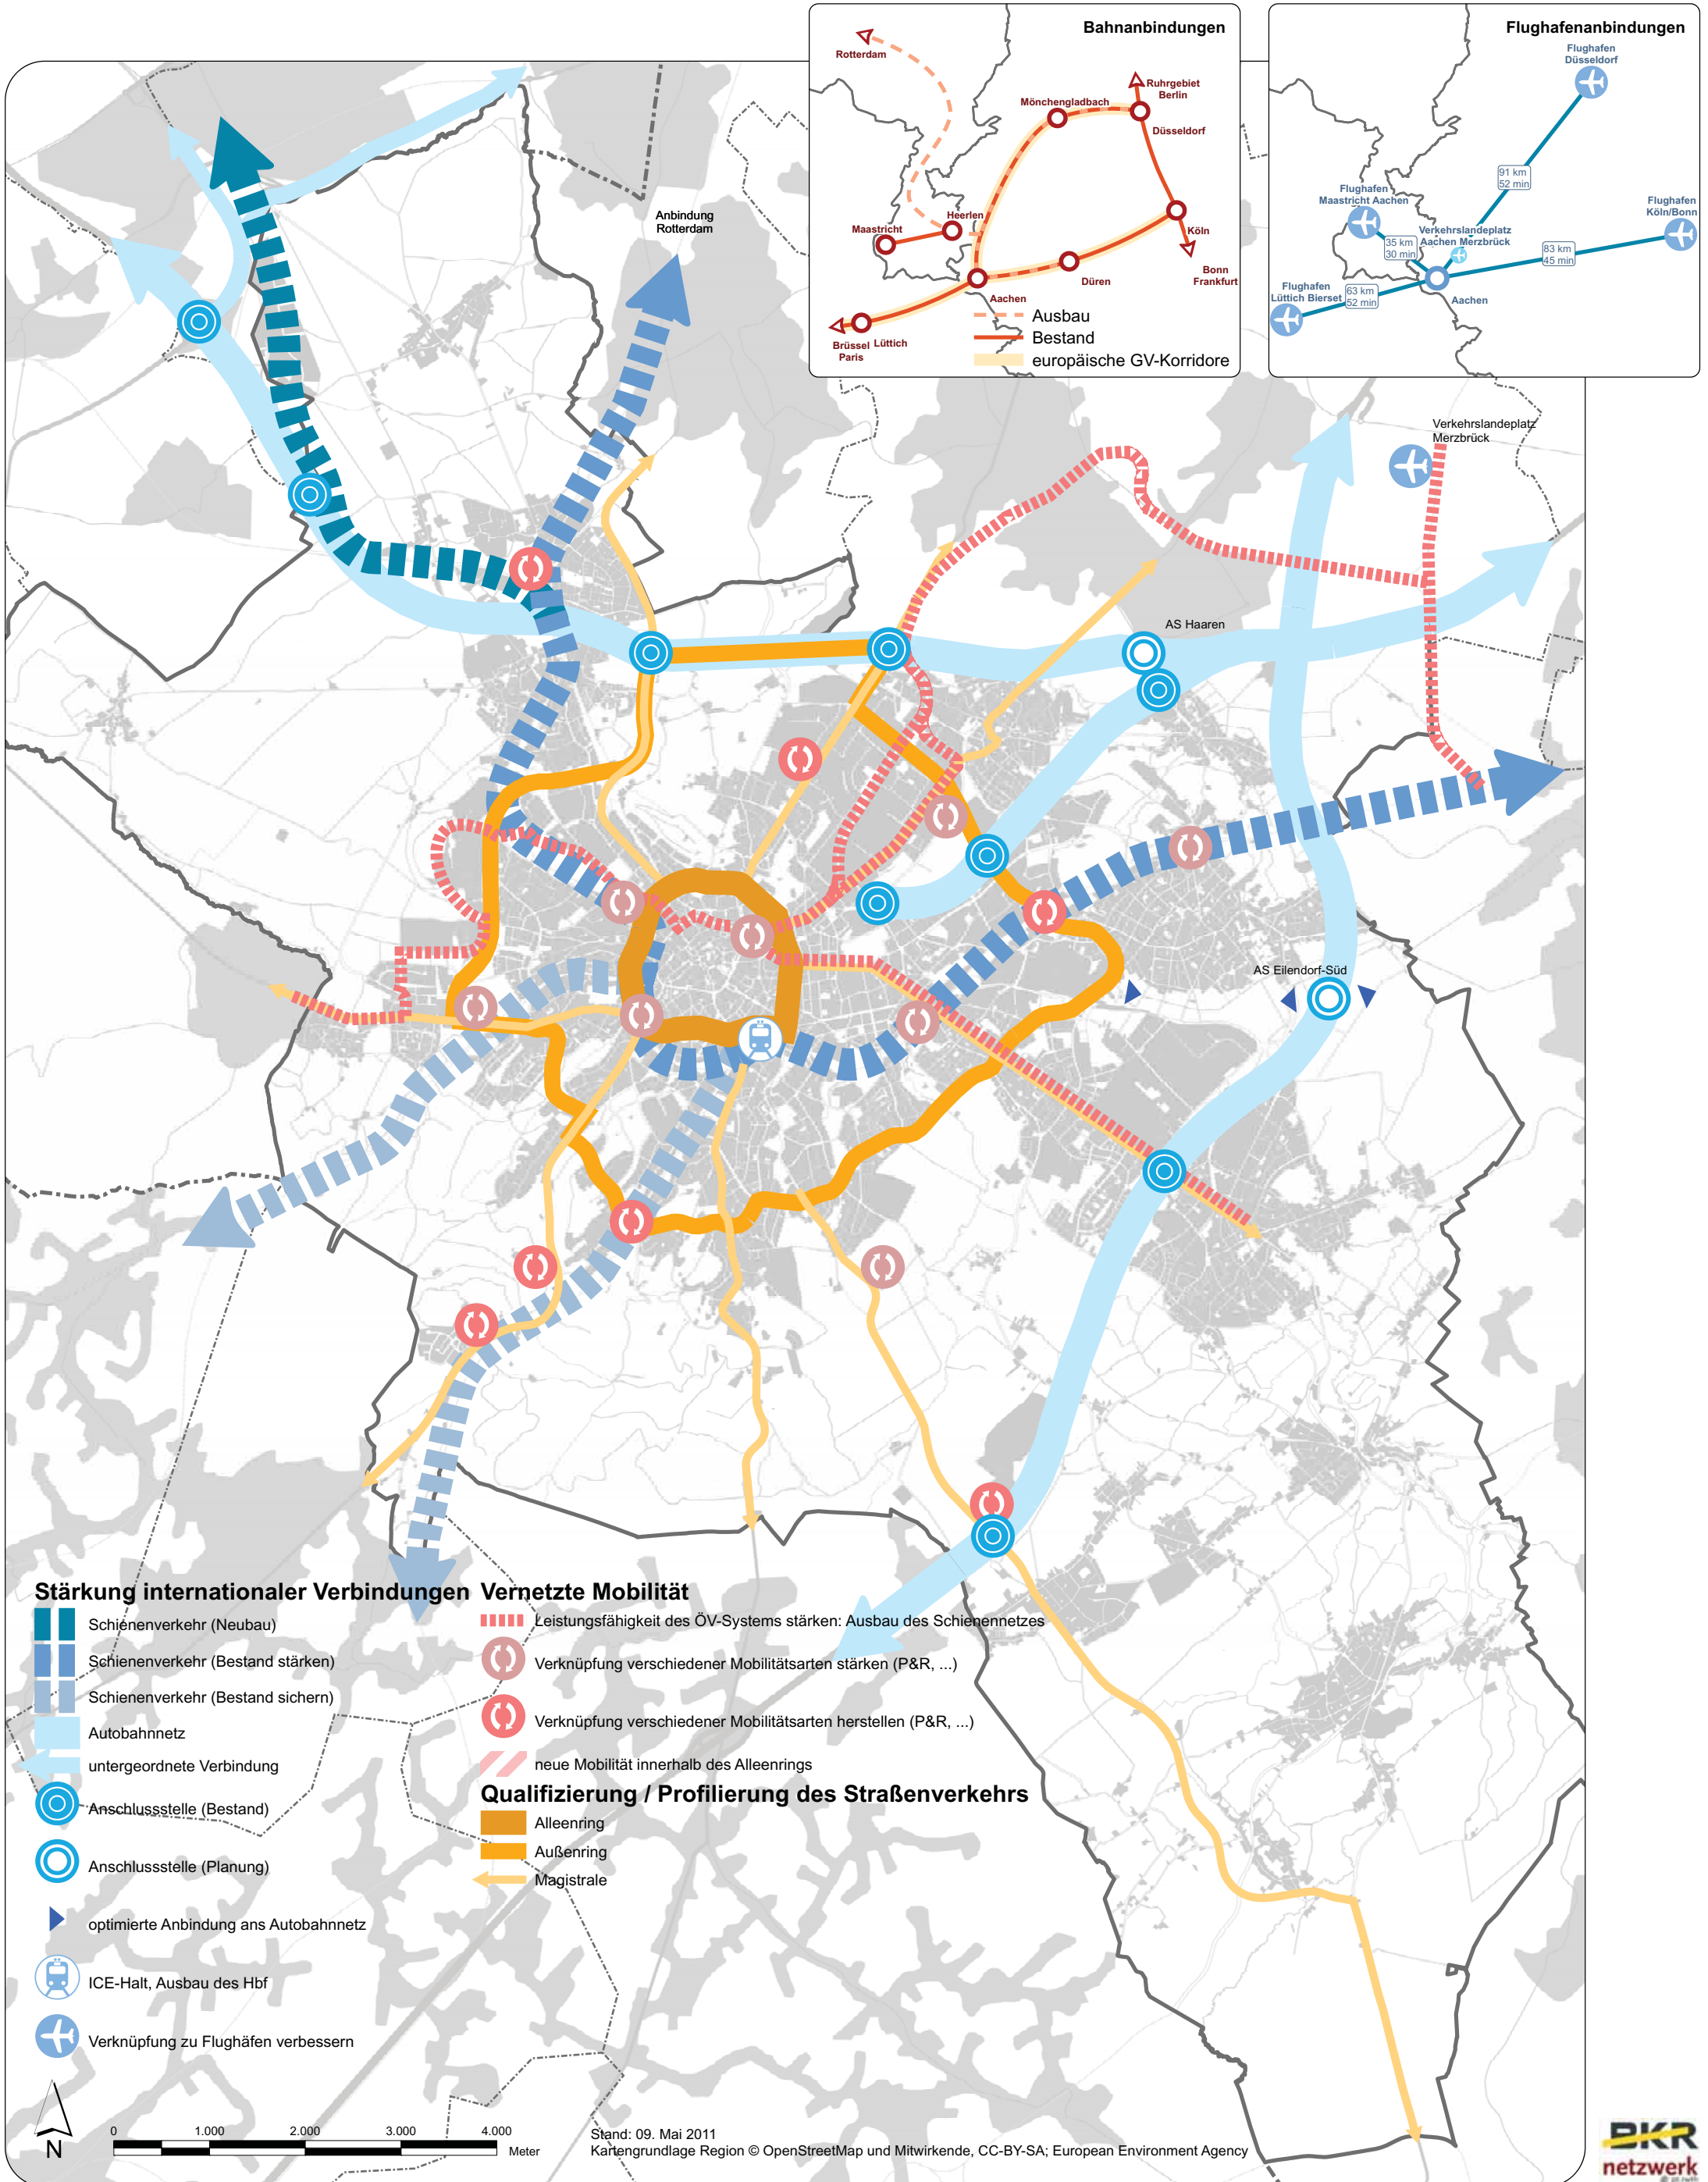 Bahnanbindungen
Rotterdam
Ruhrgebiet
Berlin
Mönchengladbach
Düsseldorf
Heerlen
Maastricht
Köln
Bonn
Frankfurt
Düren
Aachen
Brüssel
Paris
Lüttich
Ausbau
Bestand
europäische GV-Korridore
Flughafenanbindungen
Flughafen
Düsseldorf
91 km
52 min
Flughafen
Maastricht Aachen
Flughafen
Köln/Bonn
Verkehrslandeplatz
Aachen Merzbrück
35 km
30 min
83 km
45 min
Flughafen
Lüttich Bierset
63 km
52 min
Aachen
Anbindung
Rotterdam
Verkehrslandeplatz
Merzbrück
AS Haaren
AS Eilendorf-Süd
Stärkung internationaler Verbindungen
Schienenverkehr (Neubau)
Schienenverkehr (Bestand stärken)
Schienenverkehr (Bestand sichern)
Autobahnnetz
untergeordnete Verbindung
Anschlussstelle (Bestand)
Anschlussstelle (Planung)
optimierte Anbindung ans Autobahnnetz
ICE-Halt, Ausbau des Hbf
Verknüpfung zu Flughäfen verbessern
Vernetzte Mobilität
Leistungsfähigkeit des ÖV-Systems stärken: Ausbau des Schienennetzes
Verknüpfung verschiedener Mobilitätsarten stärken (P&R, ...)
Verknüpfung verschiedener Mobilitätsarten herstellen (P&R, ...)
neue Mobilität innerhalb des Alleenrings
Qualifizierung / Profilierung des Straßenverkehrs
Alleenring
Außenring
Magistrale
N
0 1.000 2.000 3.000 4.000
Meter
Stand: 09. Mai 2011
Kartengrundlage Region © OpenStreetMap und Mitwirkende, CC-BY-SA; European Environment Agency
BKR
netzwerk